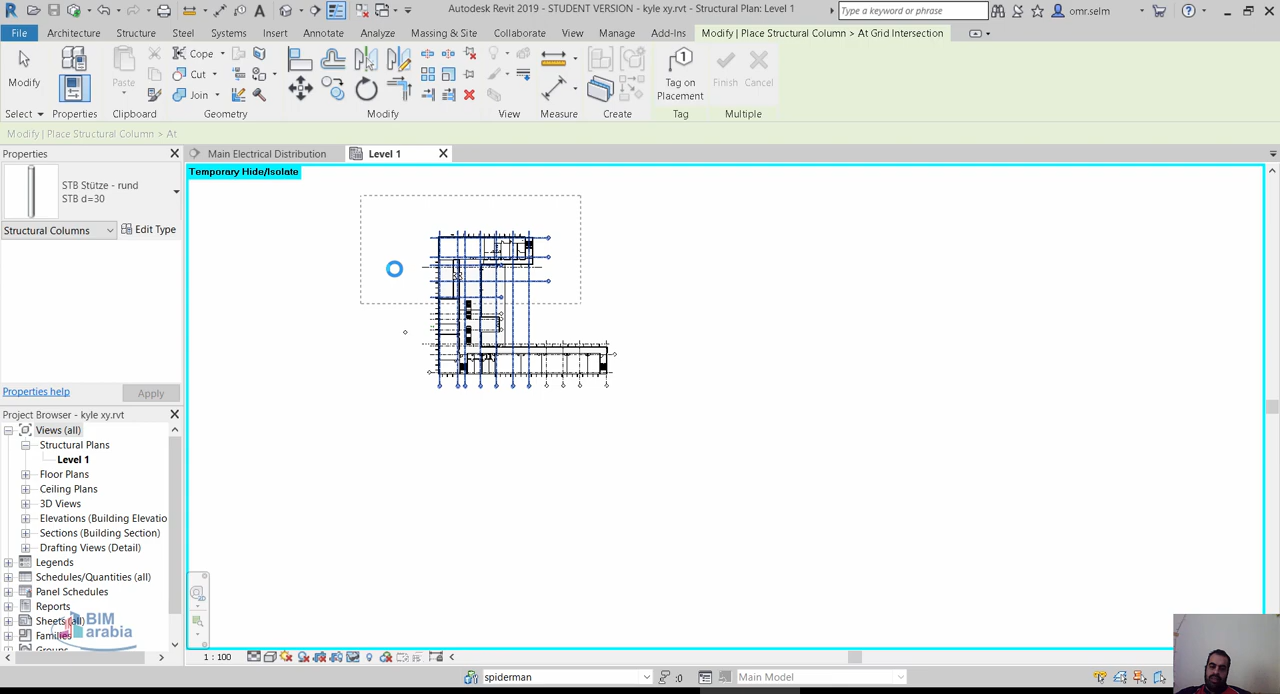 Autodesk Revit 2019 - STUDENT VERSION - kyle xy.rvt - Structural Plan: Level 1
Type a keyword or phrase
omr.selm
File Architecture Structure Steel Systems Insert Annotate Analyze Massing & Site Collaborate View Manage Add-Ins Modify | Place Structural Column > At Grid Intersection
Modify
Paste
Cope
Cut
Join
Tag on
Placement
Finish Cancel
Select Properties Clipboard Geometry Modify View Measure Create Tag Multiple
Modify | Place Structural Column > At
Properties
Main Electrical Distribution
Level 1
Temporary Hide/Isolate
STB Stütze - rund
STB d=30
Structural Columns
Edit Type
Properties help
Apply
Project Browser - kyle xy.rvt
Views (all)
Structural Plans
Level 1
Floor Plans
Ceiling Plans
3D Views
Elevations (Building Elevatio
Sections (Building Section)
Drafting Views (Detail)
Legends
Schedules/Quantities (all)
Panel Schedules
Reports
Sheets (all)
Families
BIM
arabia
1 : 100
spiderman
:0
Main Model